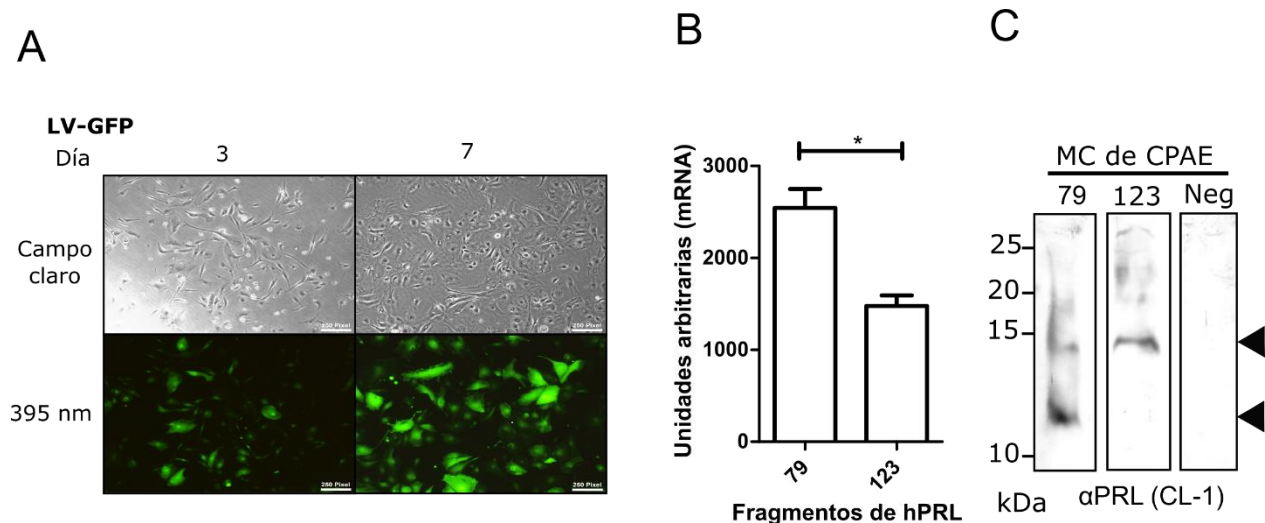 A
LV-GFP
Día
3
7
Campo
claro
395 nm
250 Pixel
250 Pixel
250 Pixel
250 Pixel
B
*
Unidades arbitrarias (mRNA)
3000
2000
1000
0
79
123
Fragmentos de hPRL
C
MC de CPAE
79 123 Neg
25
20
15
10
kDa
αPRL (CL-1)